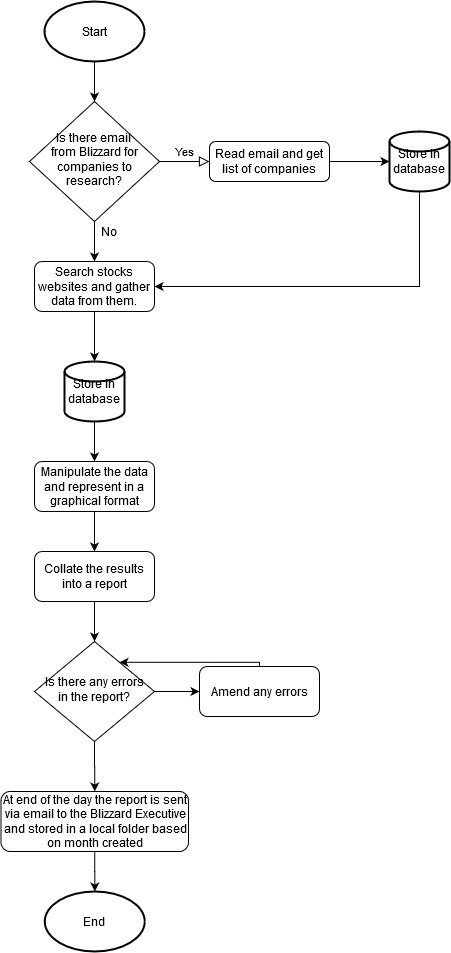 Start
Is there email
from Blizzard for
companies to
research?
Yes
Read email and get
list of companies
Store in
database
No
Search stocks
websites and gather
data from them.
Store in
database
Manipulate the data
and represent in a
graphical format
Collate the results
into a report
Is there any errors
in the report?
Amend any errors
At end of the day the report is sent
via email to the Blizzard Executive
and stored in a local folder based
on month created
End